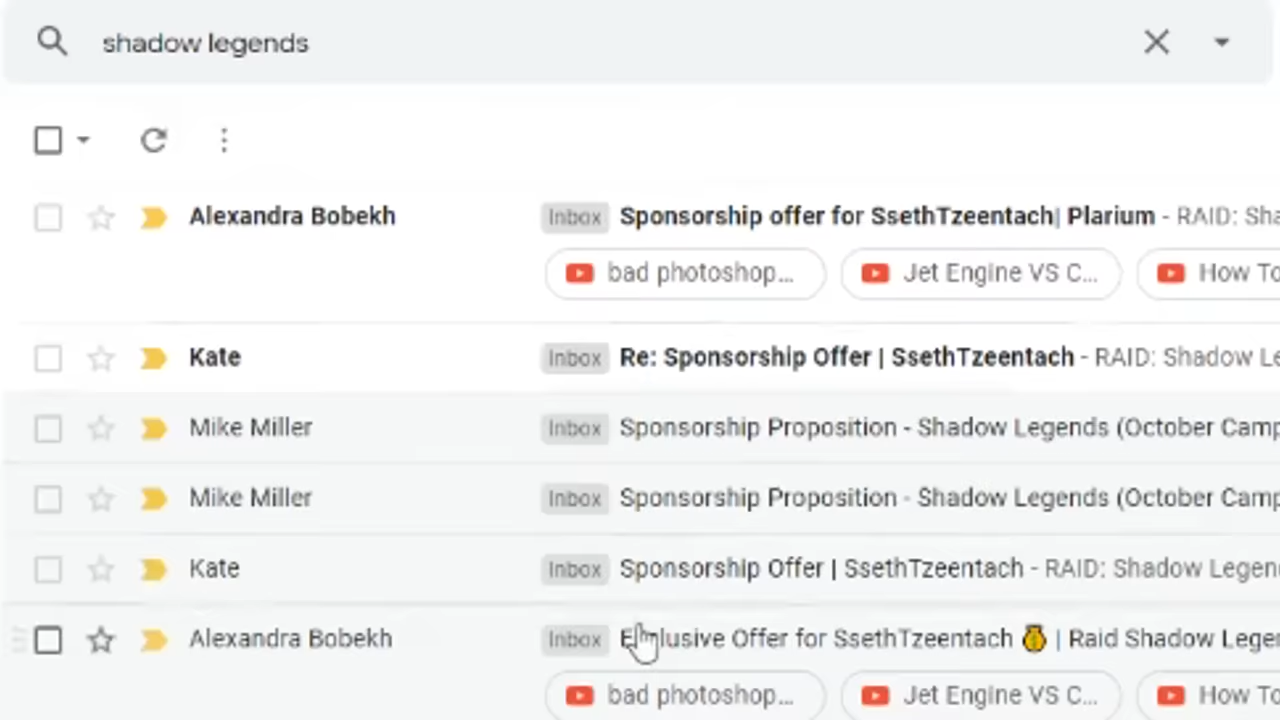 shadow legends
Alexandra Bobekh Inbox Sponsorship offer for SsethTzeentach| Plarium - RAID: Sha
bad photoshop... Jet Engine VS C... How To
Kate Inbox Re: Sponsorship Offer | SsethTzeentach - RAID: Shadow Le
Mike Miller Inbox Sponsorship Proposition - Shadow Legends (October Camp
Mike Miller Inbox Sponsorship Proposition - Shadow Legends (October Camp
Kate Inbox Sponsorship Offer | SsethTzeentach - RAID: Shadow Legen
Alexandra Bobekh Inbox Offer for SsethTzeentach 💰 | Raid Shadow Leger
bad photoshop... Jet Engine VS C... How To